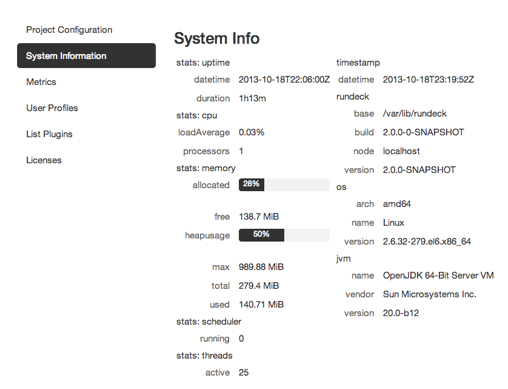 Project Configuration
System Information
Metrics
User Profiles
List Plugins
Licenses
System Info
stats: uptime
datetime 2013-10-18T22:06:00Z
duration 1h13m
stats: cpu
loadAverage 0.03%
processors 1
stats: memory
allocated 28%
free 138.7 MiB
heapusage 50%
max 989.88 MiB
total 279.4 MiB
used 140.71 MiB
stats: scheduler
running 0
stats: threads
active 25
timestamp
datetime 2013-10-18T23:19:52Z
rundeck
base /var/lib/rundeck
build 2.0.0-0-SNAPSHOT
node localhost
version 2.0.0-SNAPSHOT
os
arch amd64
name Linux
version 2.6.32-279.el6.x86_64
jvm
name OpenJDK 64-Bit Server VM
vendor Sun Microsystems Inc.
version 20.0-b12